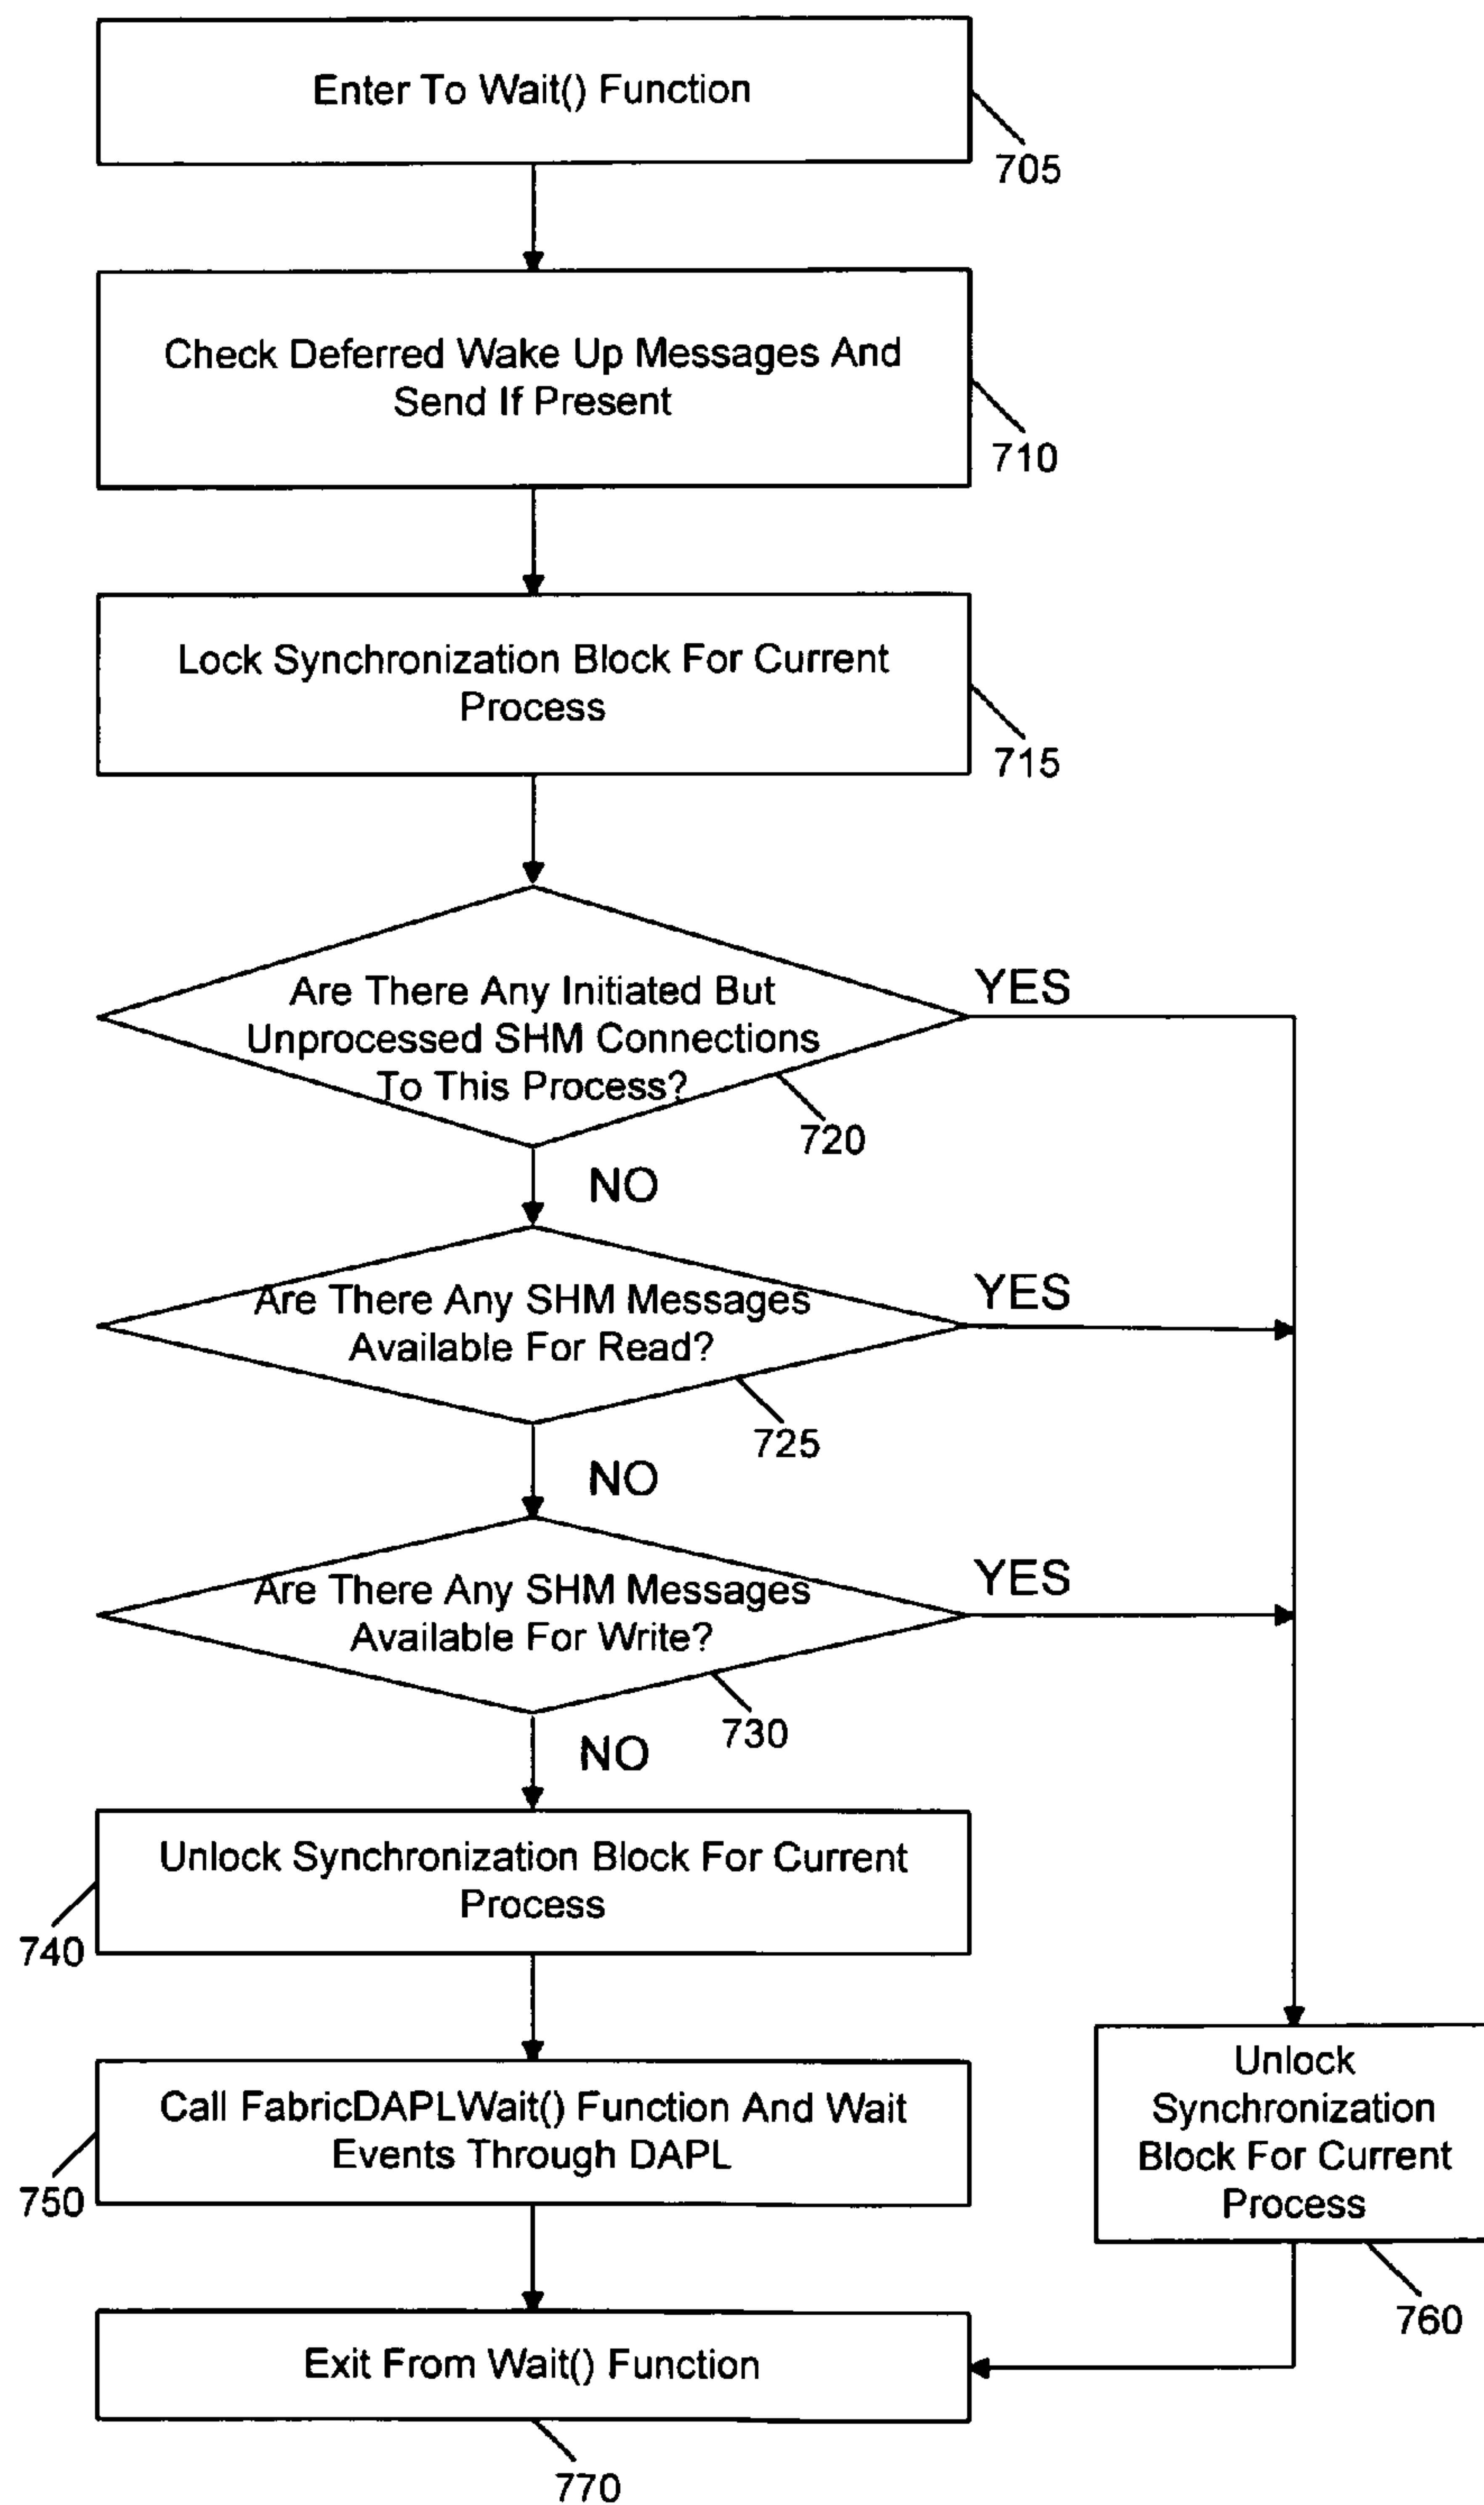 Enter To Wait() Function
705
Check Deferred Wake Up Messages And
Send If Present
710
Lock Synchronization Block For Current
Process
715
Are There Any Initiated But
Unprocessed SHM Connections
To This Process?
YES
720
NO
Are There Any SHM Messages
Available For Read?
YES
725
NO
Are There Any SHM Messages
Available For Write?
YES
730
NO
Unlock Synchronization Block For Current
Process
740
Call FabricDAPLWait() Function And Wait
Events Through DAPL
750
Unlock
Synchronization
Block For Current
Process
760
Exit From Wait() Function
770